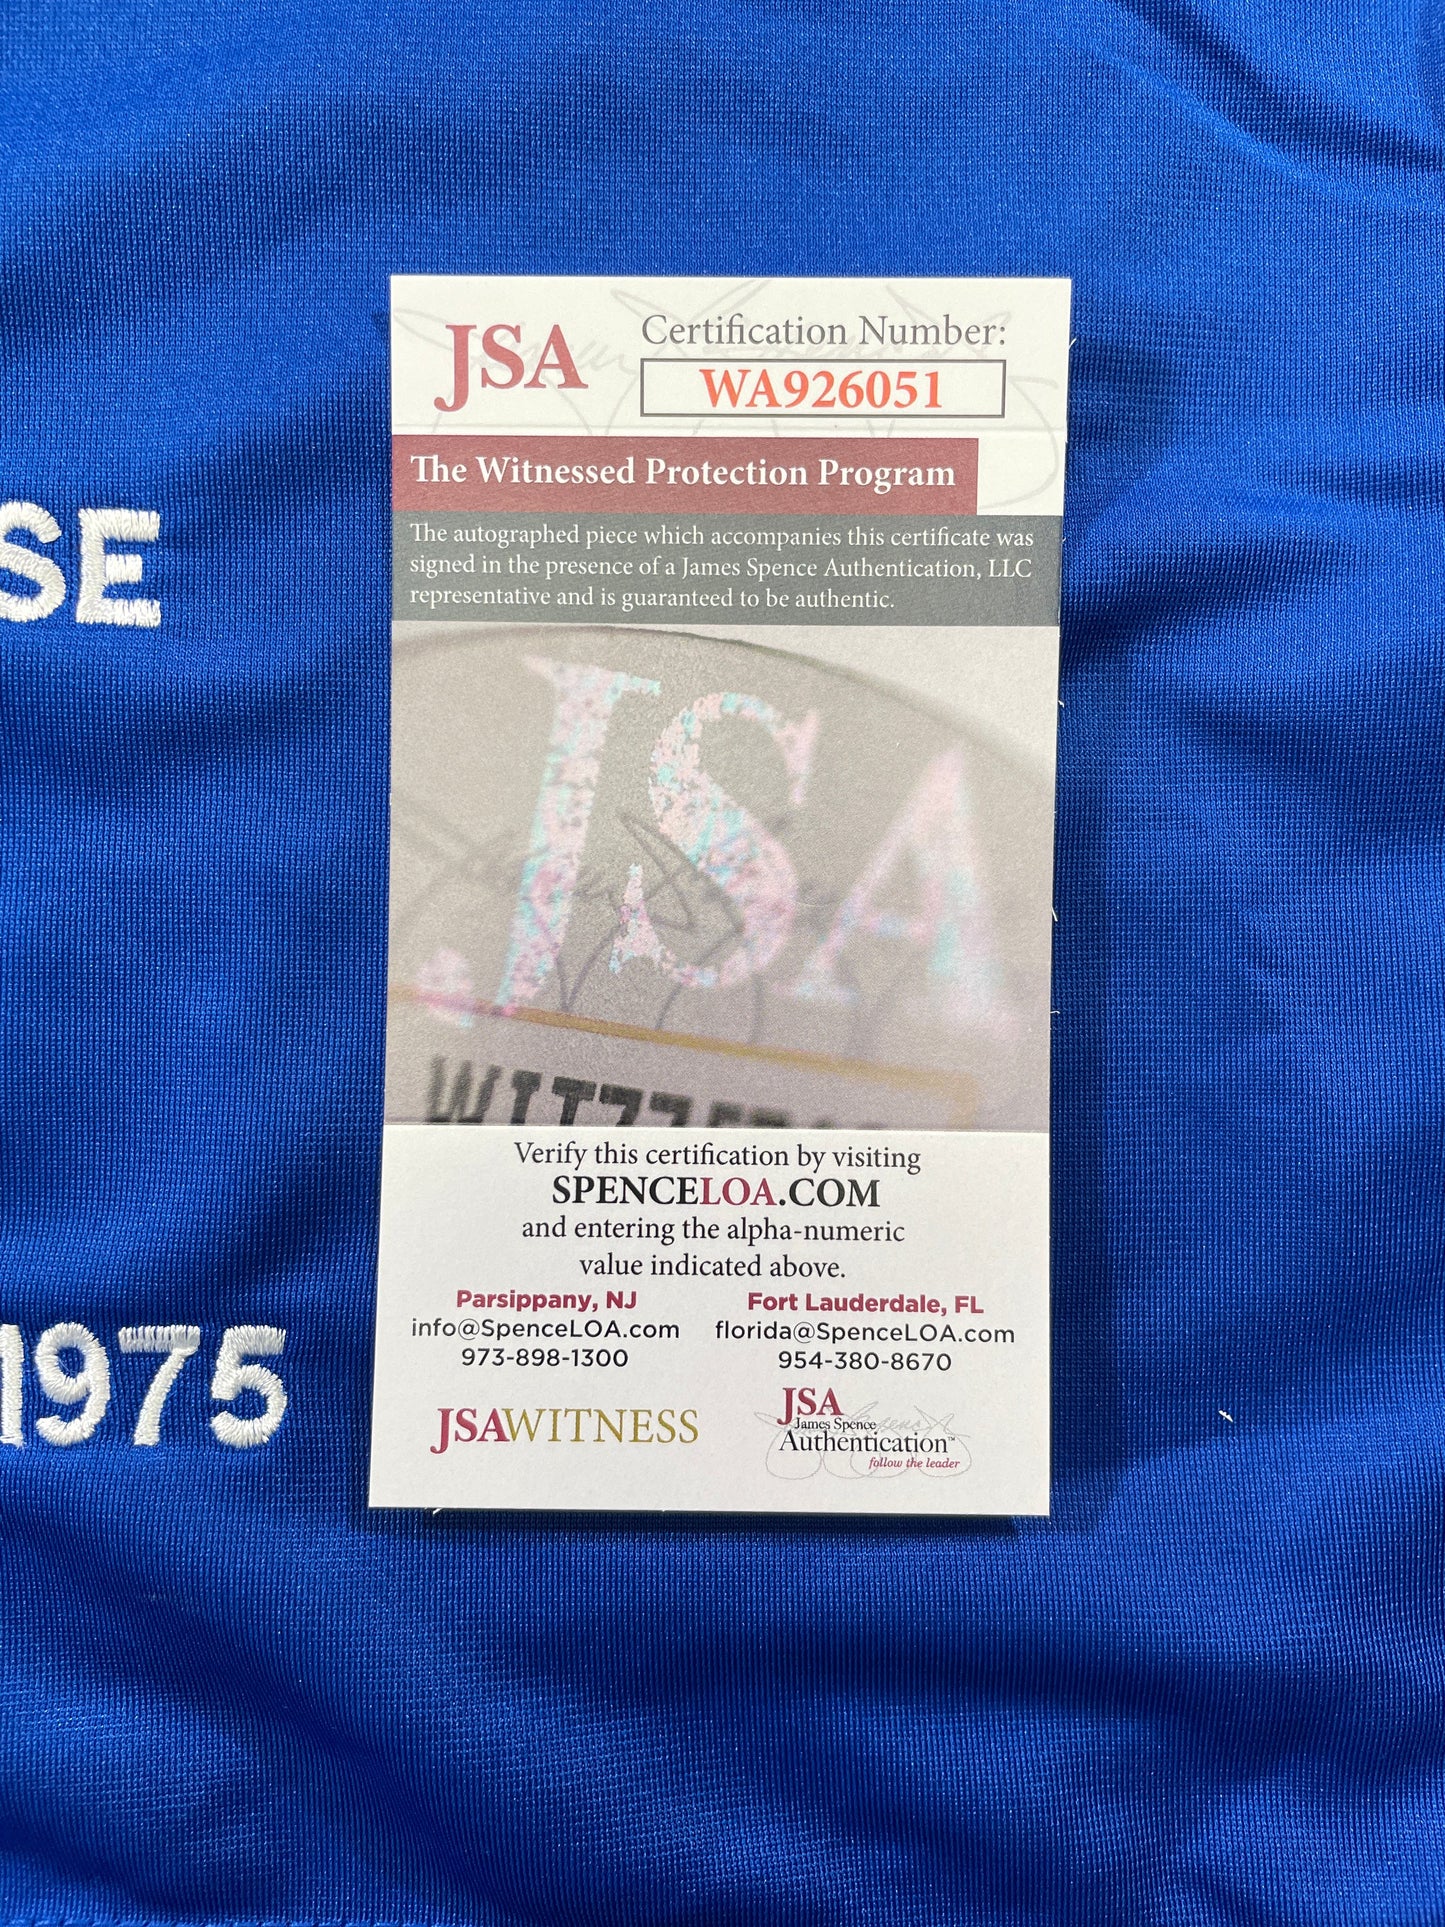 JSA
Certification Number:
WA926051
The Witnessed Protection Program
The autographed piece which accompanies this certificate was
signed in the presence of a James Spence Authentication, LLC
representative and is guaranteed to be authentic.
SE
JSA
Verify this certification by visiting
SPENCELOA.COM
and entering the alpha-numeric
value indicated above.
Parsippany, NJ
info@SpenceLOA.com
973-898-1300
Fort Lauderdale, FL
florida@SpenceLOA.com
954-380-8670
1975
JSAWITNESS
JSA
James Spence
Authentication™
follow the leader